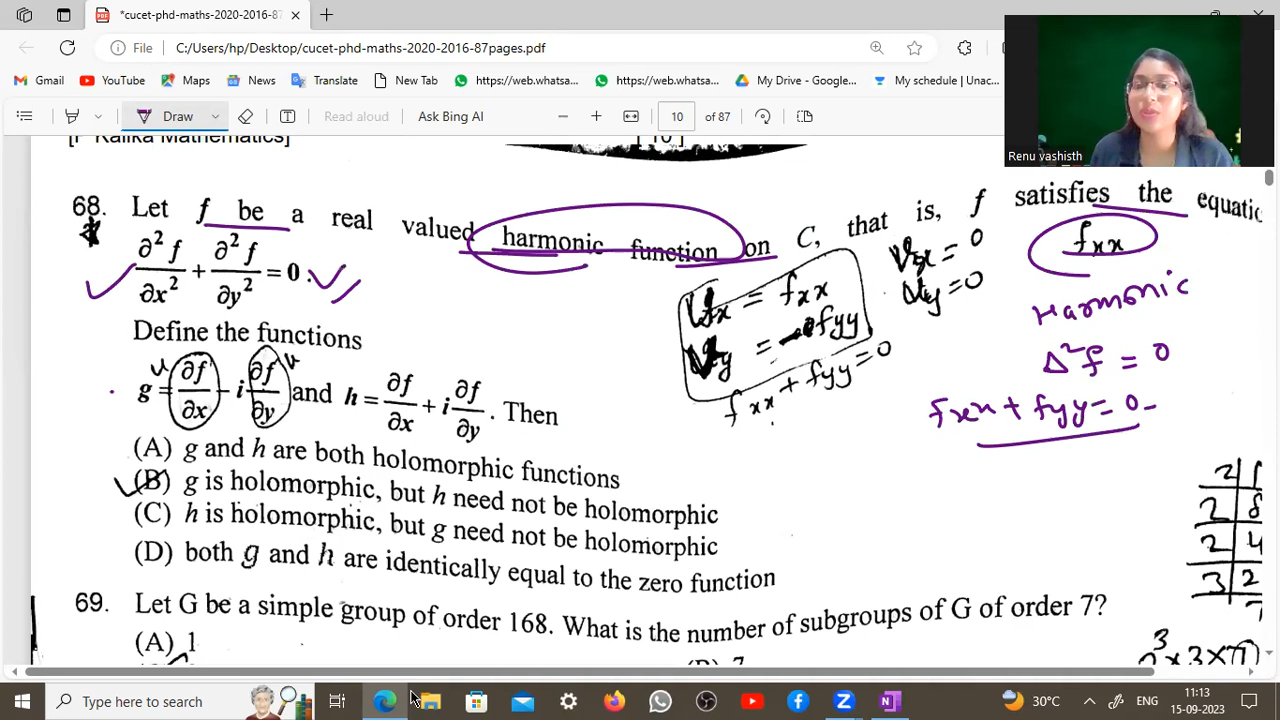 *cucet-phd-maths-2020-2016-87
File C:/Users/hp/Desktop/cucet-phd-maths-2020-2016-87pages.pdf
Gmail YouTube Maps News Translate New Tab https://www.whatsa... https://www.whatsa... My Drive - Google... My schedule | Unac...
Draw Read aloud Ask Bing AI 10 of 87
Renu vashisth
68. Let f be a real valued harmonic function on C, that is, f satisfies the
∂²f/∂x² + ∂²f/∂y² = 0.
fxx
Harmonic
Δ²f = 0
fxx + fyy = 0
fxx + fyy = 0
Define the functions
g = ∂f/∂x − i ∂f/∂y and h = ∂f/∂x + i ∂f/∂y. Then
(A) g and h are both holomorphic functions
(B) g is holomorphic, but h need not be holomorphic
(C) h is holomorphic, but g need not be holomorphic
(D) both g and h are identically equal to the zero function
69. Let G be a simple group of order 168. What is the number of subgroups of G of order 7?
(A) 1
Type here to search
30°C ENG 11:13
15-09-2023